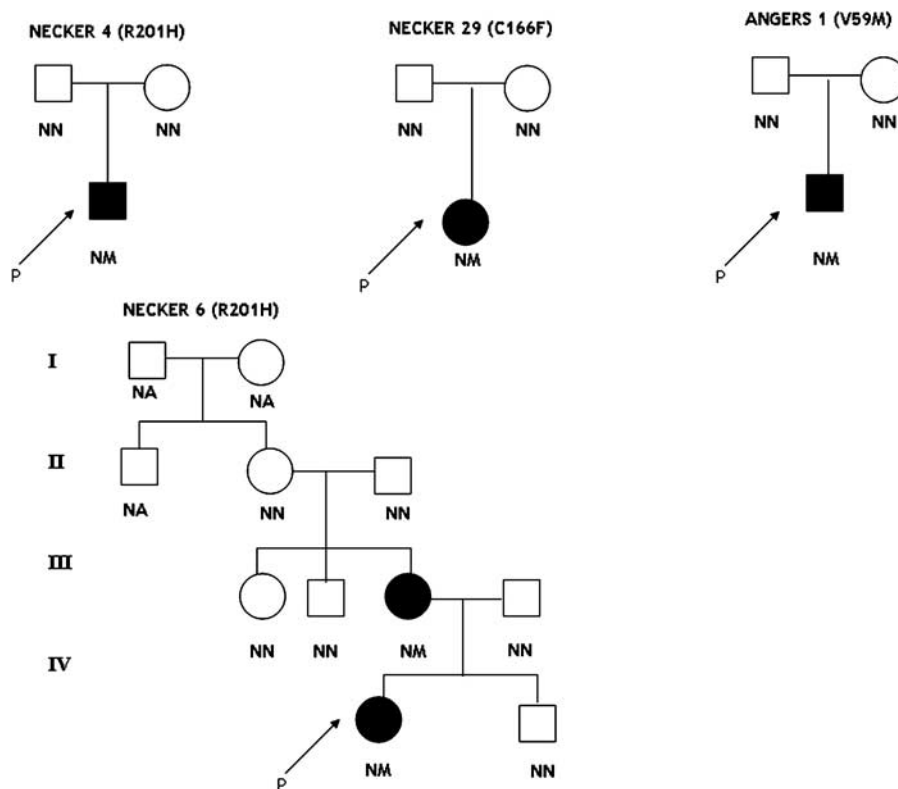 NECKER 4 (R201H)
NN
NN
P
NM
NECKER 29 (C166F)
NN
NN
P
NM
ANGERS 1 (V59M)
NN
NN
P
NM
NECKER 6 (R201H)
I
NA
NA
II
NA
NN
NN
III
NN
NN
NM
NN
IV
P
NM
NN